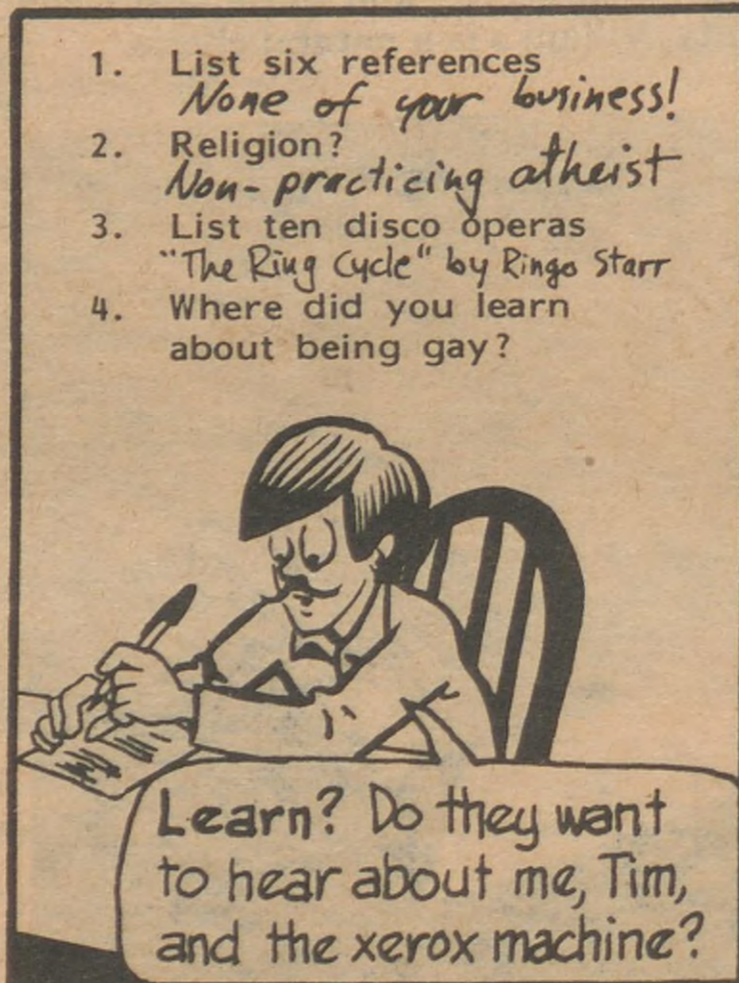 1. List six references
None of your business!
2. Religion?
Non-practicing atheist
3. List ten disco operas
"The Ring Cycle" by Ringo Starr
4. Where did you learn
about being gay?
Learn? Do they want
to hear about me, Tim,
and the xerox machine?